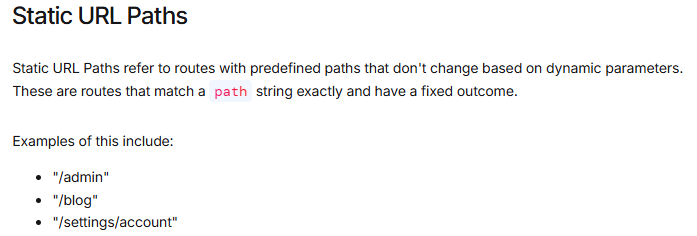 Static URL Paths
Static URL Paths refer to routes with predefined paths that don't change based on dynamic parameters.
These are routes that match a path string exactly and have a fixed outcome.
Examples of this include:
• "/admin"
• "/blog"
• "/settings/account"